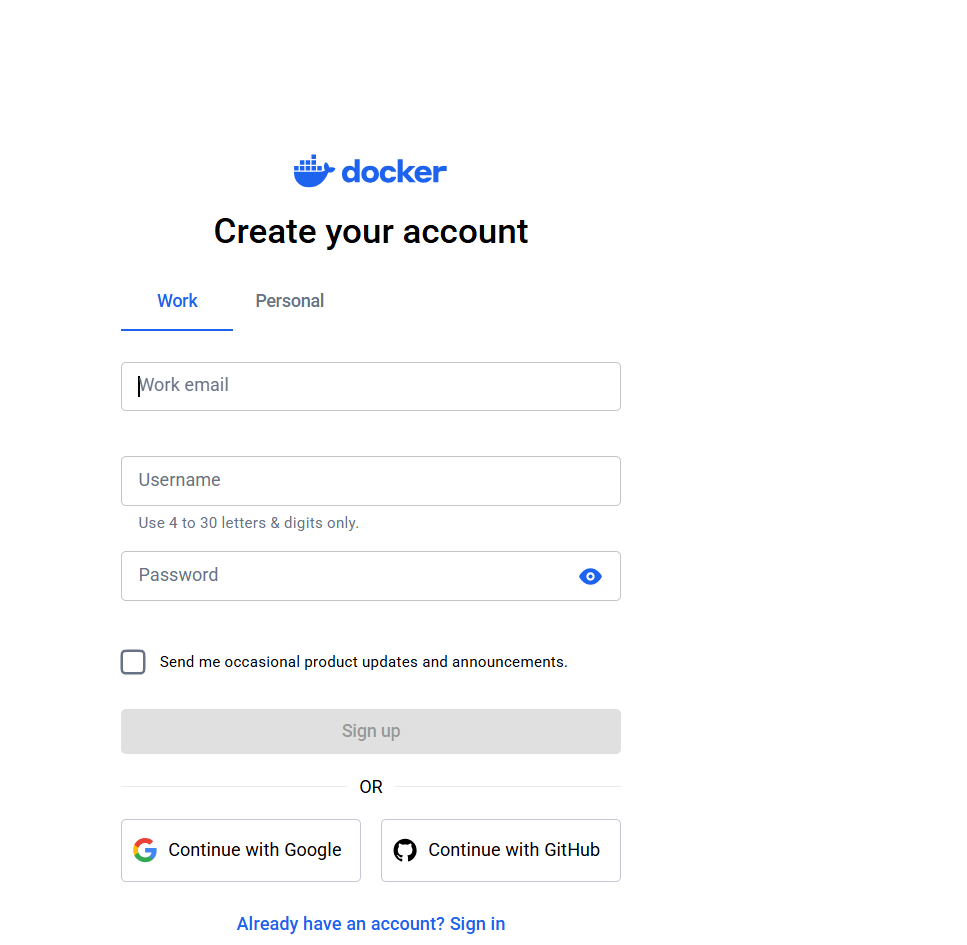 docker
Create your account
Work Personal
Work email
Username
Use 4 to 30 letters & digits only.
Password
Send me occasional product updates and announcements.
Sign up
OR
Continue with Google Continue with GitHub
Already have an account? Sign in